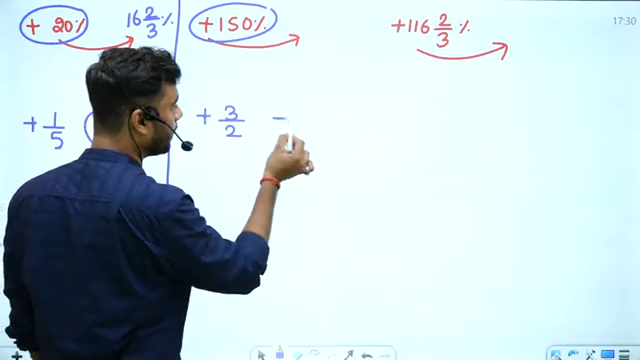 + 20% 16 2/3 % +150% +116 2/3 % 17:30
+ 1/5 + 3/2 -